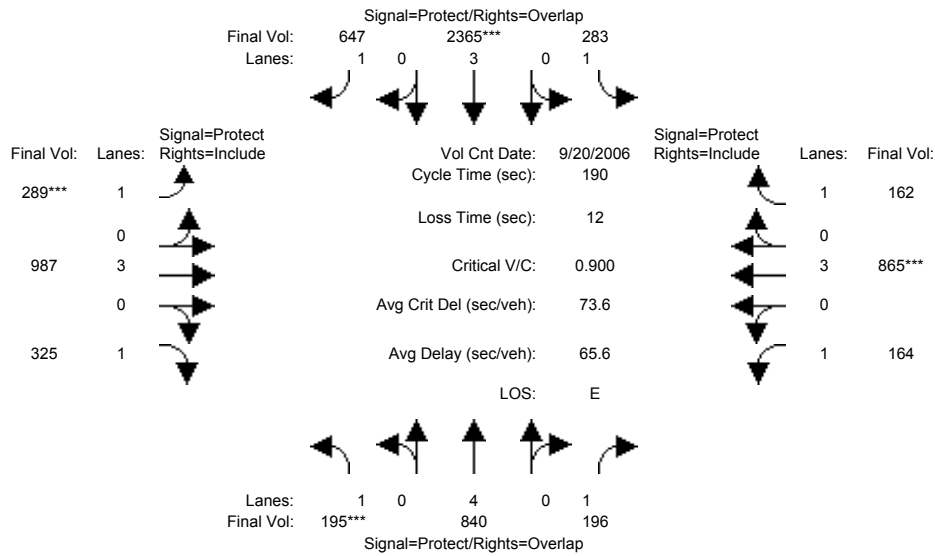 Signal=Protect/Rights=Overlap
Final Vol: 647 2365*** 283
Lanes: 1 0 3 0 1
Signal=Protect Signal=Protect
Final Vol: Lanes: Rights=Include Vol Cnt Date: 9/20/2006 Rights=Include Lanes: Final Vol:
Cycle Time (sec): 190
289*** 1 1 162
Loss Time (sec): 12
0 0
987 3 Critical V/C: 0.900 3 865***
0 Avg Crit Del (sec/veh): 73.6 0
325 1 Avg Delay (sec/veh): 65.6 1 164
LOS: E
Lanes: 1 0 4 0 1
Final Vol: 195*** 840 196
Signal=Protect/Rights=Overlap